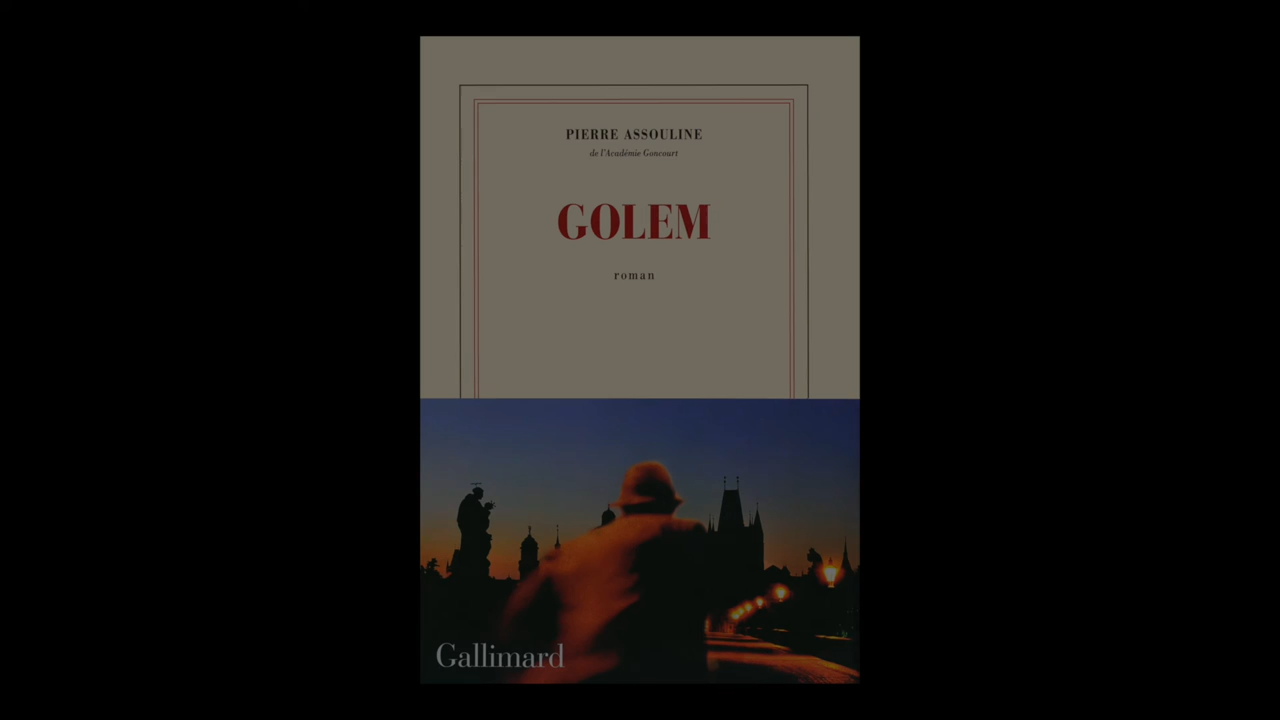 PIERRE ASSOULINE
de l'Académie Goncourt
GOLEM
roman
Gallimard